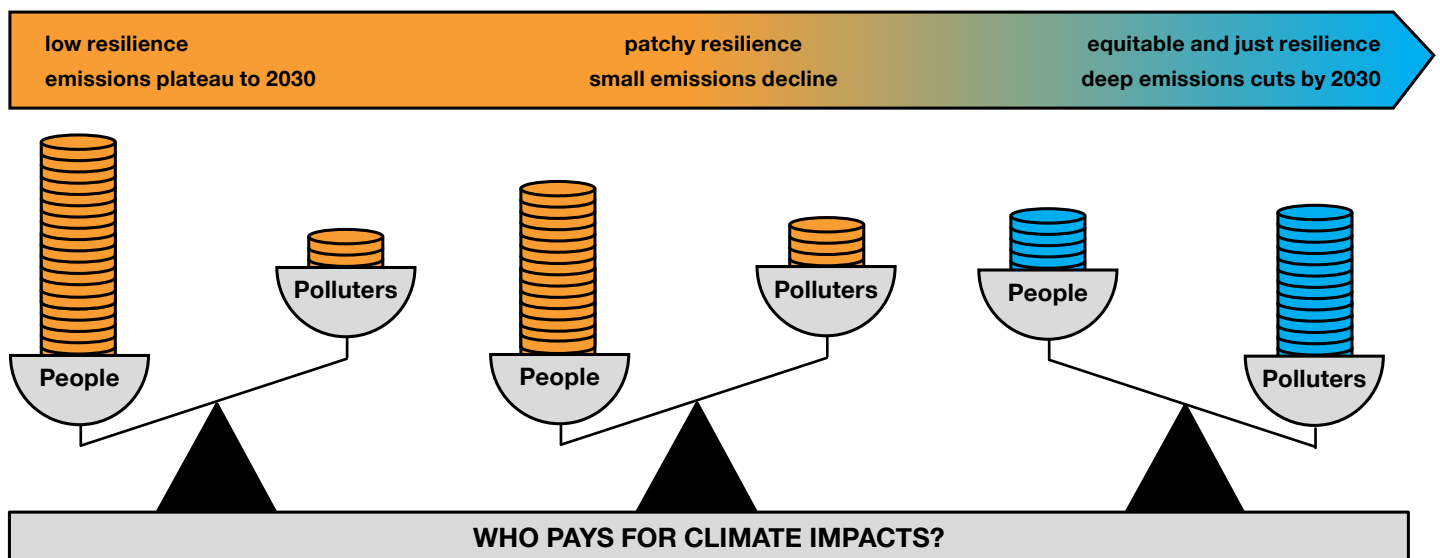 low resilience
emissions plateau to 2030
patchy resilience
small emissions decline
equitable and just resilience
deep emissions cuts by 2030
People
Polluters
People
Polluters
People
Polluters
WHO PAYS FOR CLIMATE IMPACTS?